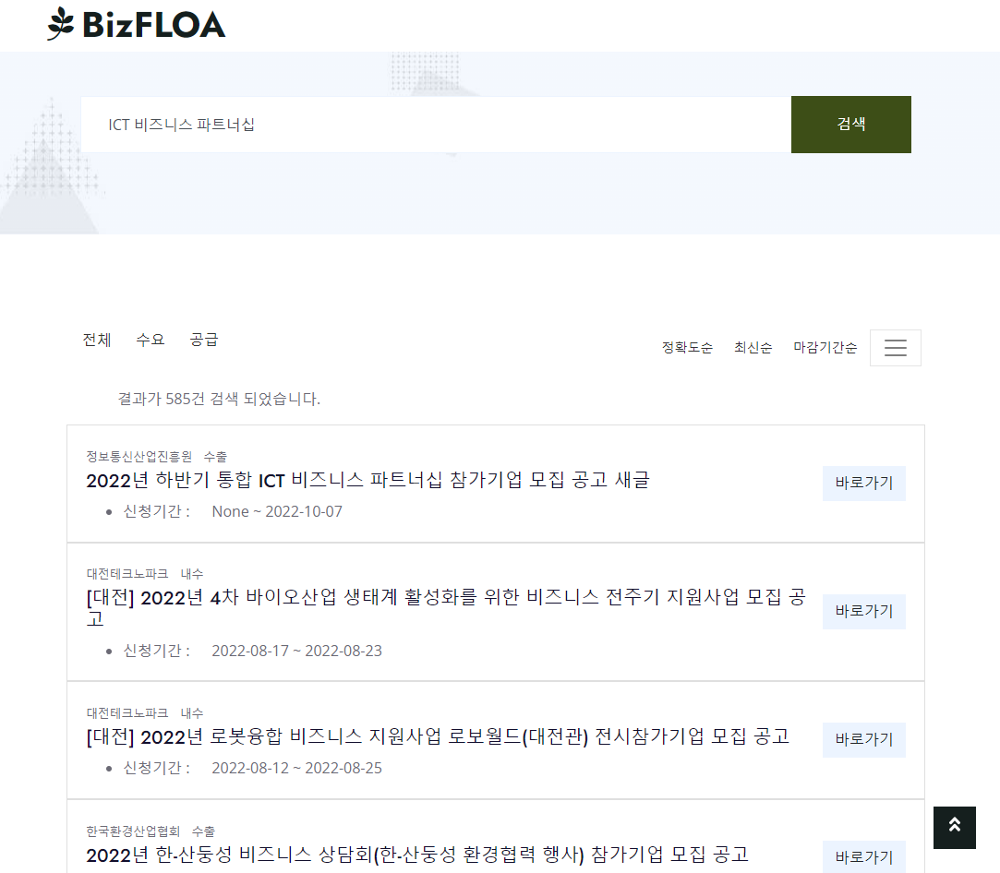 BizFLOA
ICT 비즈니스 파트너십
검색
전체 수요 공급
정확도순 최신순 마감기간순
결과가 585건 검색 되었습니다.
정보통신산업진흥원 수출
2022년 하반기 통합 ICT 비즈니스 파트너십 참가기업 모집 공고 새글
바로가기
신청기간 : None ~ 2022-10-07
대전테크노파크 내수
[대전] 2022년 4차 바이오산업 생태계 활성화를 위한 비즈니스 전주기 지원사업 모집 공
고
바로가기
신청기간 : 2022-08-17 ~ 2022-08-23
대전테크노파크 내수
[대전] 2022년 로봇융합 비즈니스 지원사업 로보월드(대전관) 전시참가기업 모집 공고
바로가기
신청기간 : 2022-08-12 ~ 2022-08-25
한국환경산업협회 수출
2022년 한-산둥성 비즈니스 상담회(한-산둥성 환경협력 행사) 참가기업 모집 공고
바로가기